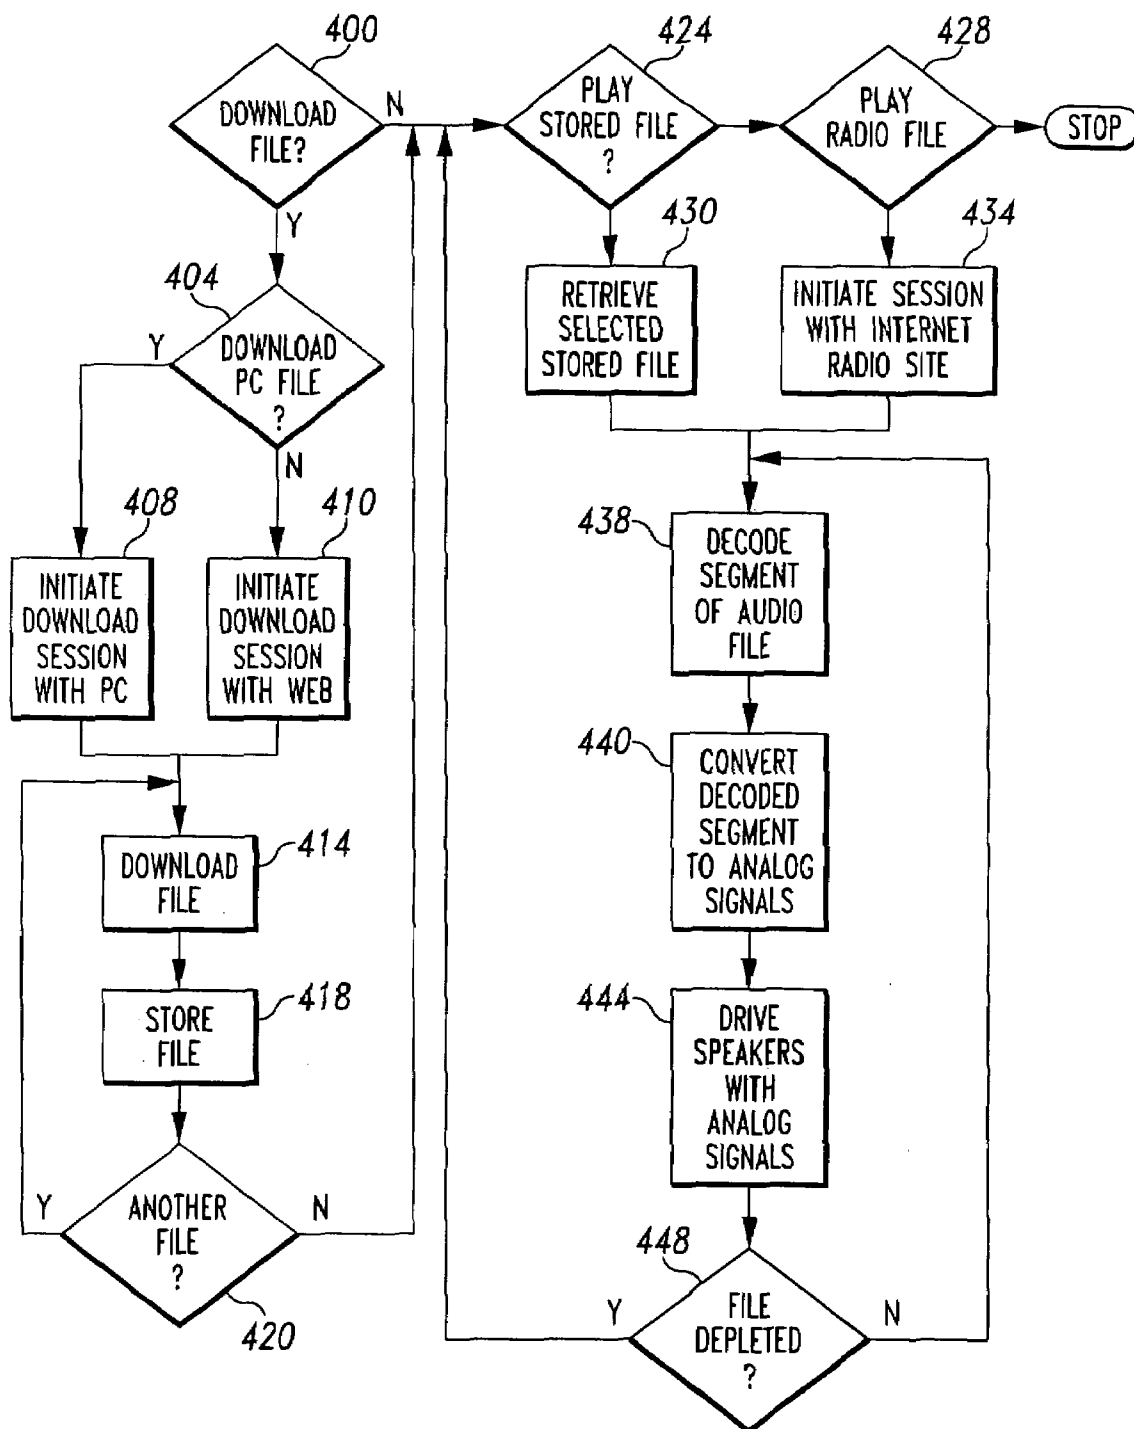 400
DOWNLOAD
FILE?
N
Y
424
PLAY
STORED FILE
?
428
PLAY
RADIO FILE
STOP
404
Y
DOWNLOAD
PC FILE
?
N
430
RETRIEVE
SELECTED
STORED FILE
434
INITIATE SESSION
WITH INTERNET
RADIO SITE
408
INITIATE
DOWNLOAD
SESSION
WITH PC
410
INITIATE
DOWNLOAD
SESSION
WITH WEB
438
DECODE
SEGMENT
OF AUDIO
FILE
414
DOWNLOAD
FILE
440
CONVERT
DECODED
SEGMENT
TO ANALOG
SIGNALS
418
STORE
FILE
444
DRIVE
SPEAKERS
WITH
ANALOG
SIGNALS
Y
ANOTHER
FILE
?
N
420
448
Y
FILE
DEPLETED
?
N